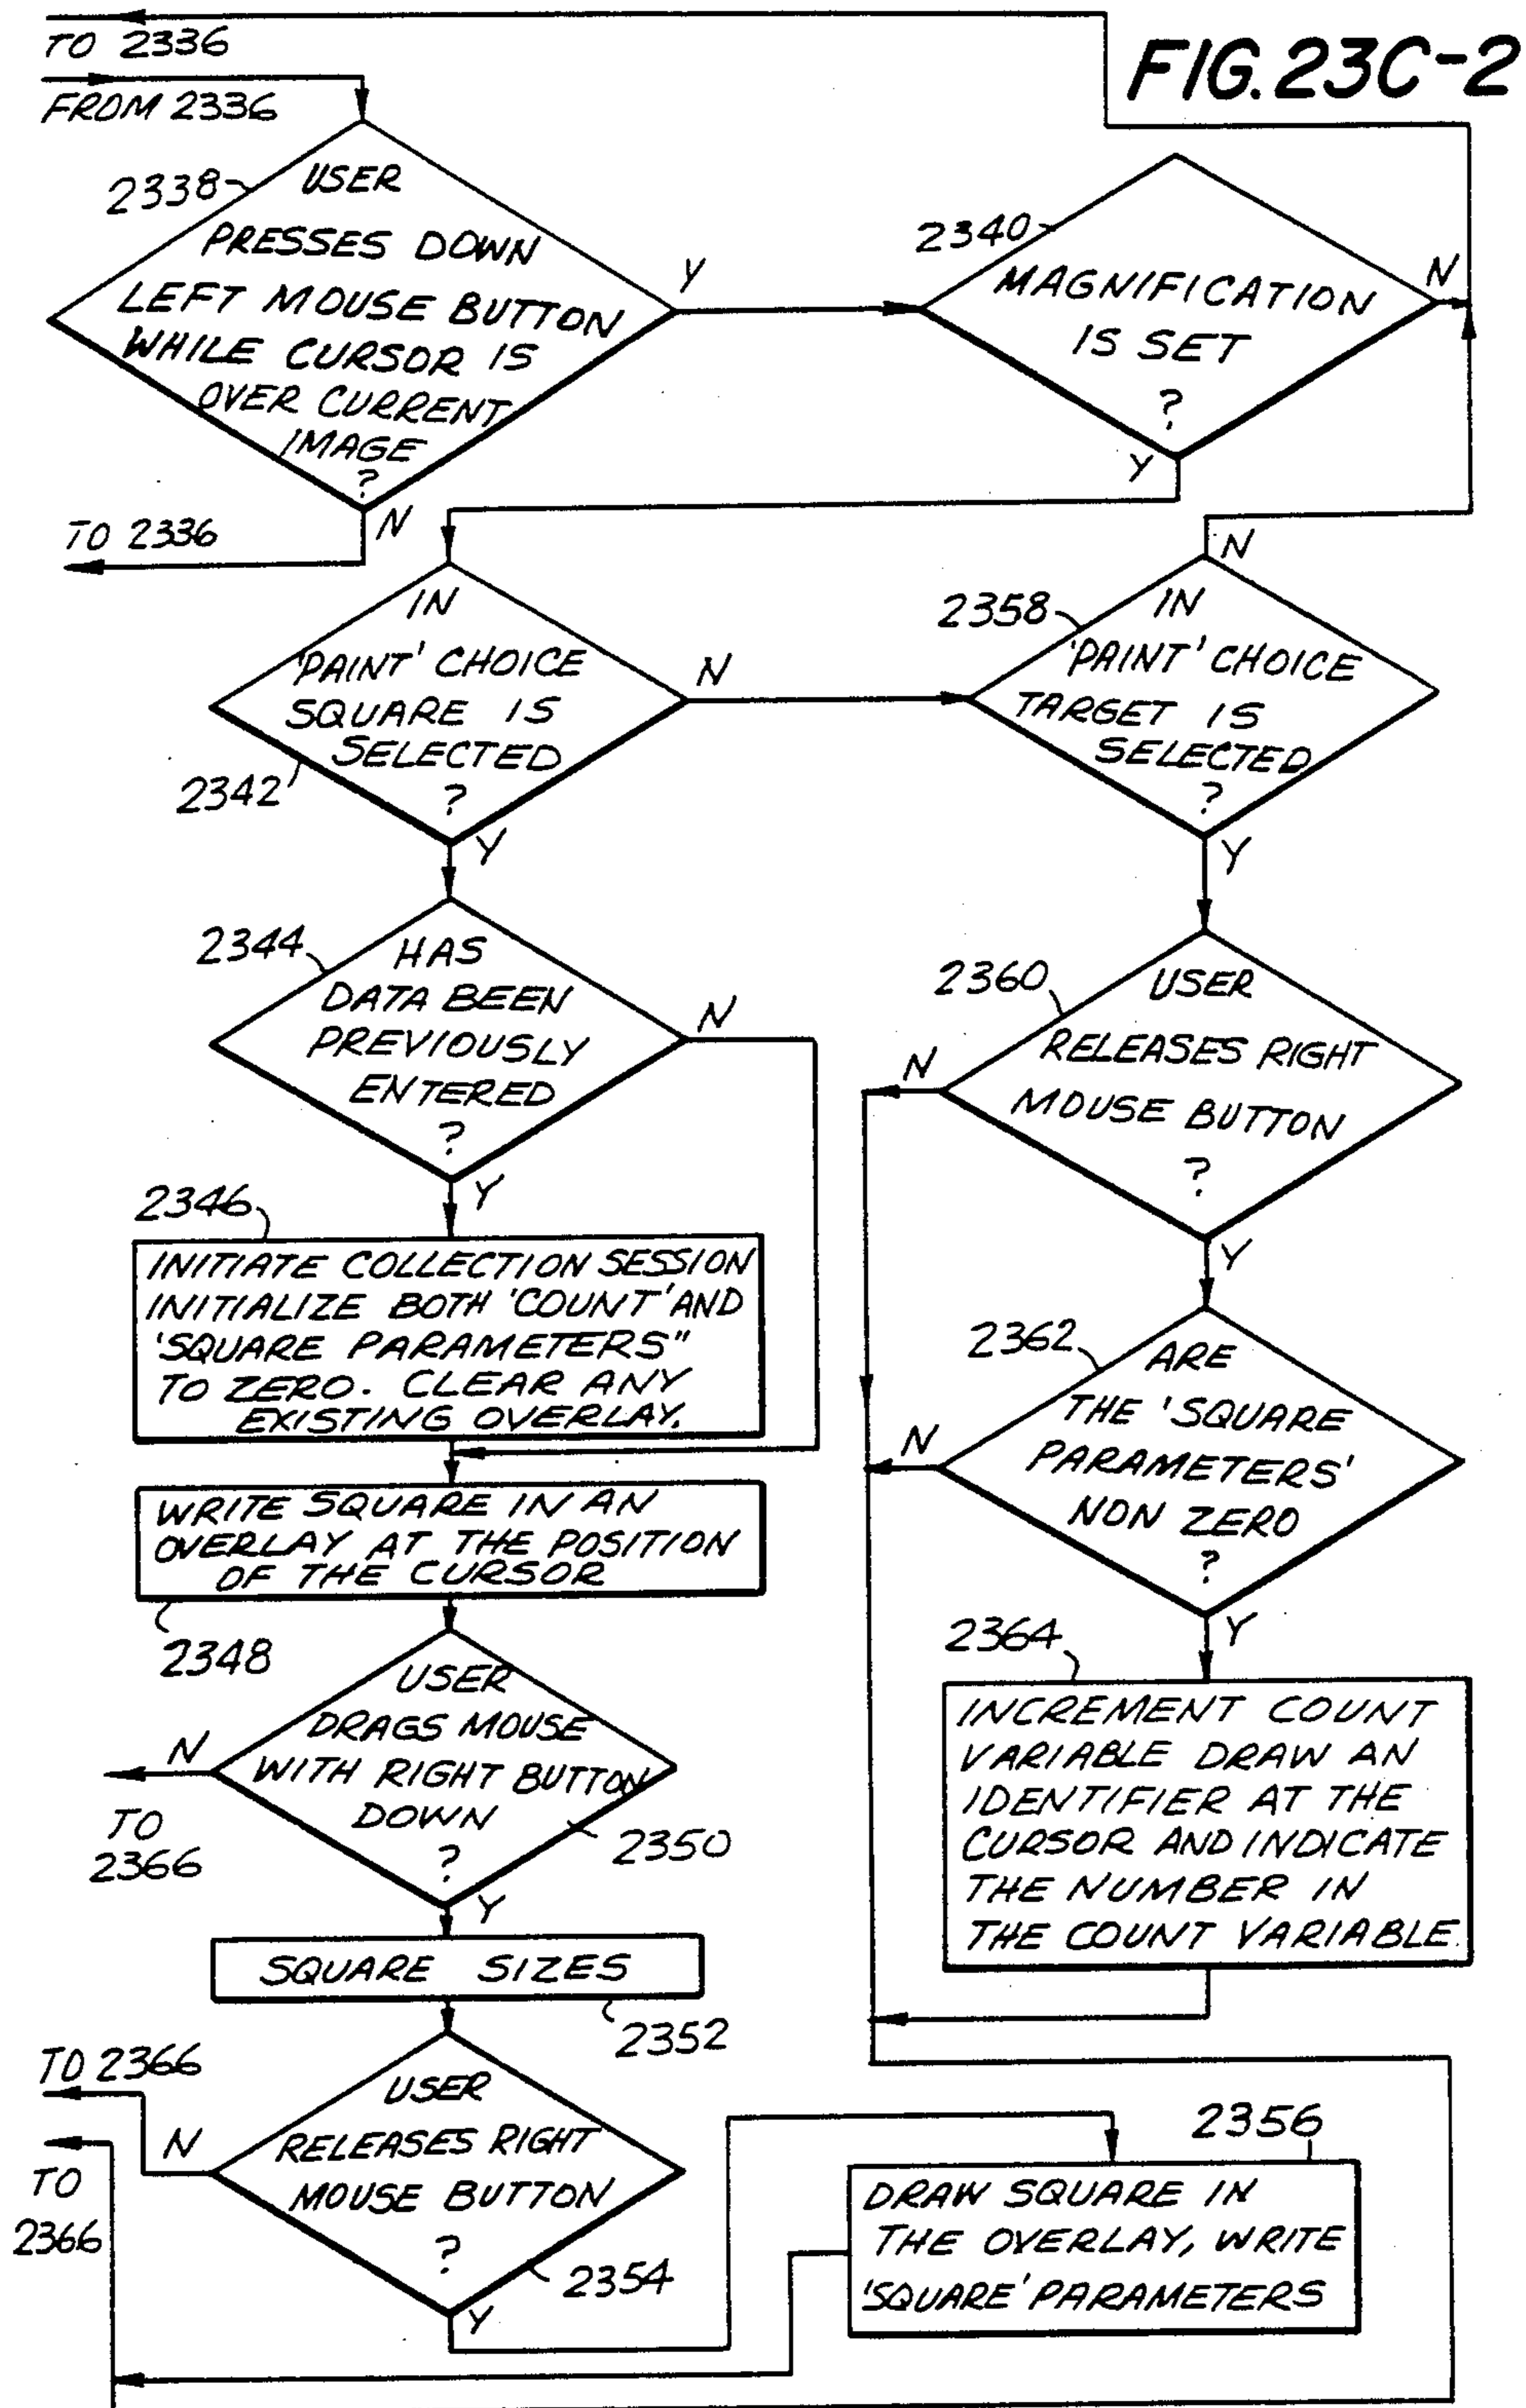 TO 2336
FIG. 23C-2
FROM 2336
2338
USER
PRESSES DOWN
LEFT MOUSE BUTTON
WHILE CURSOR IS
OVER CURRENT
IMAGE
?
Y
N
TO 2336
2340
MAGNIFICATION
IS SET
?
N
Y
IN
'PAINT' CHOICE
SQUARE IS
SELECTED
?
2342
N
Y
2358
N
IN
'PAINT' CHOICE
TARGET IS
SELECTED
?
Y
2344
HAS
DATA BEEN
PREVIOUSLY
ENTERED
?
N
Y
2360
USER
RELEASES RIGHT
MOUSE BUTTON
?
N
Y
2346
INITIATE COLLECTION SESSION
INITIALIZE BOTH 'COUNT' AND
'SQUARE PARAMETERS"
TO ZERO. CLEAR ANY
EXISTING OVERLAY.
2362
ARE
THE 'SQUARE
PARAMETERS'
NON ZERO
?
N
Y
WRITE SQUARE IN AN
OVERLAY AT THE POSITION
OF THE CURSOR
2348
USER
DRAGS MOUSE
WITH RIGHT BUTTON
DOWN
?
2350
N
TO
2366
Y
2364
INCREMENT COUNT
VARIABLE DRAW AN
IDENTIFIER AT THE
CURSOR AND INDICATE
THE NUMBER IN
THE COUNT VARIABLE.
SQUARE SIZES
2352
TO 2366
USER
RELEASES RIGHT
MOUSE BUTTON
?
2354
N
Y
TO
2366
2356
DRAW SQUARE IN
THE OVERLAY, WRITE
'SQUARE' PARAMETERS